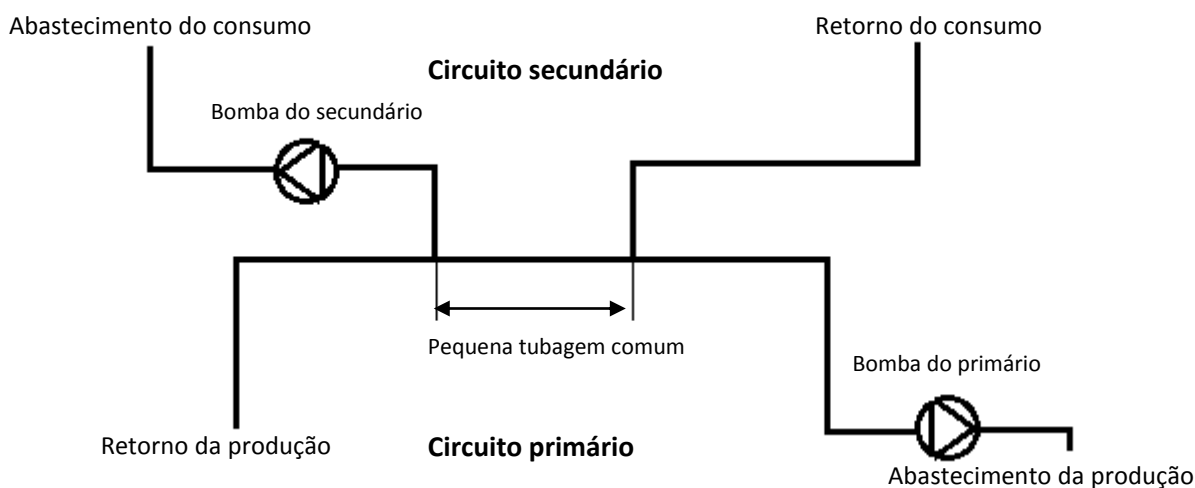 Abastecimento do consumo
Retorno do consumo
Circuito secundário
Bomba do secundário
Pequena tubagem comum
Bomba do primário
Retorno da produção
Circuito primário
Abastecimento da produção